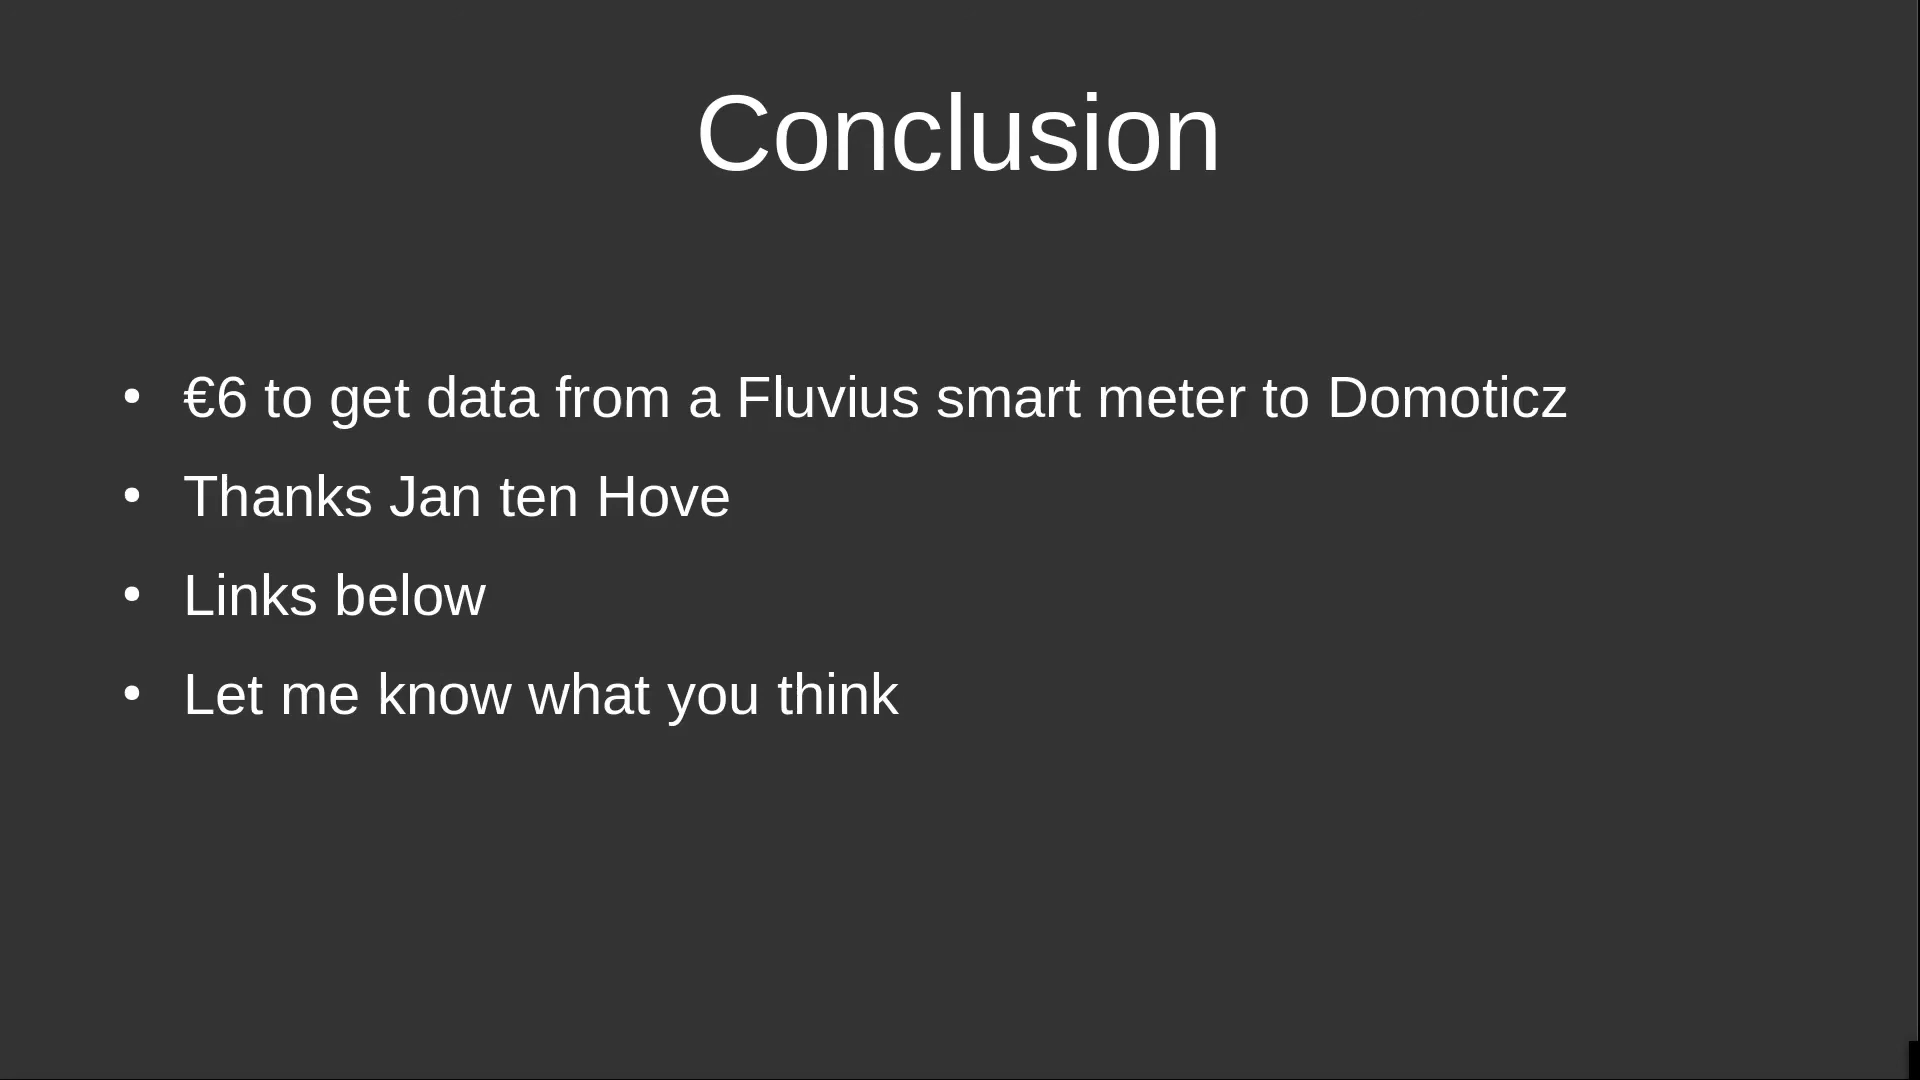 Conclusion
• €6 to get data from a Fluvius smart meter to Domoticz
• Thanks Jan ten Hove
• Links below
• Let me know what you think